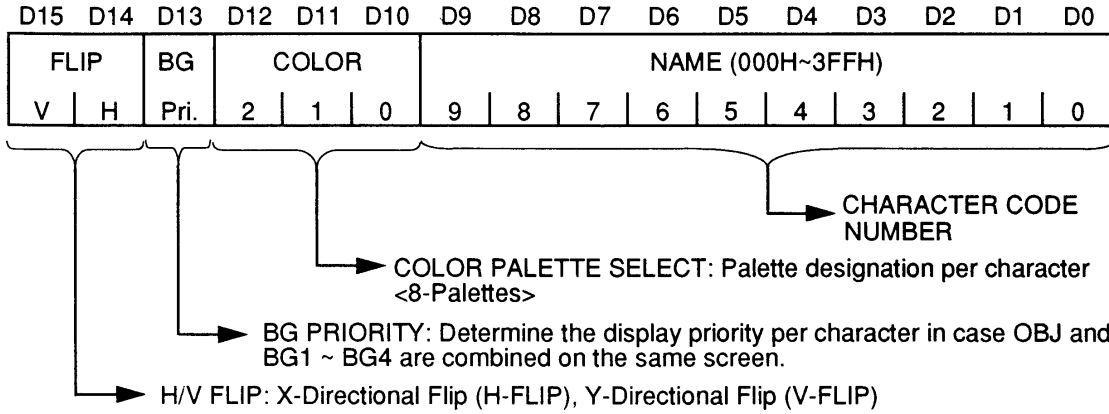 D15 D14 D13 D12 D11 D10 D9 D8 D7 D6 D5 D4 D3 D2 D1 D0
FLIP BG COLOR NAME (000H~3FFH)
V H Pri. 2 1 0 9 8 7 6 5 4 3 2 1 0
CHARACTER CODE
NUMBER
COLOR PALETTE SELECT: Palette designation per character
<8-Palettes>
BG PRIORITY: Determine the display priority per character in case OBJ and
BG1 ~ BG4 are combined on the same screen.
H/V FLIP: X-Directional Flip (H-FLIP), Y-Directional Flip (V-FLIP)